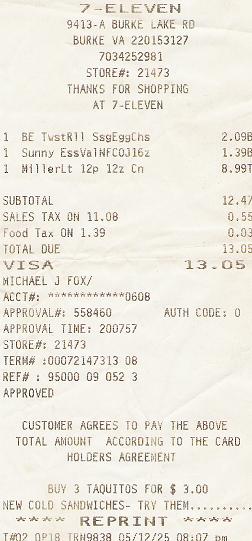 7-ELEVEN
9413-A BURKE LAKE RD
BURKE VA 220153127
7034252981
STORE#: 21473
THANKS FOR SHOPPING
AT 7-ELEVEN
1 BE TwstRll SsgEggChs 2.09B
1 Sunny EssValNFCOJ16z 1.39B
1 MillerLt 12p 12z Cn 8.99T
SUBTOTAL 12.47
SALES TAX ON 11.08 0.55
Food Tax ON 1.39 0.03
TOTAL DUE 13.05
VISA 13.05
MICHAEL J FOX/
ACCT#: ************0608
APPROVAL#: 558460 AUTH CODE: 0
APPROVAL TIME: 200757
STORE#: 21473
TERM# :00072147313 08
REF# : 95000 09 052 3
APPROVED
CUSTOMER AGREES TO PAY THE ABOVE
TOTAL AMOUNT ACCORDING TO THE CARD
HOLDERS AGREEMENT
BUY 3 TAQUITOS FOR $ 3.00
NEW COLD SANDWICHES- TRY THEM..........
**** REPRINT ****
T#02 OP18 TRN9838 05/12/25 08:07 pm